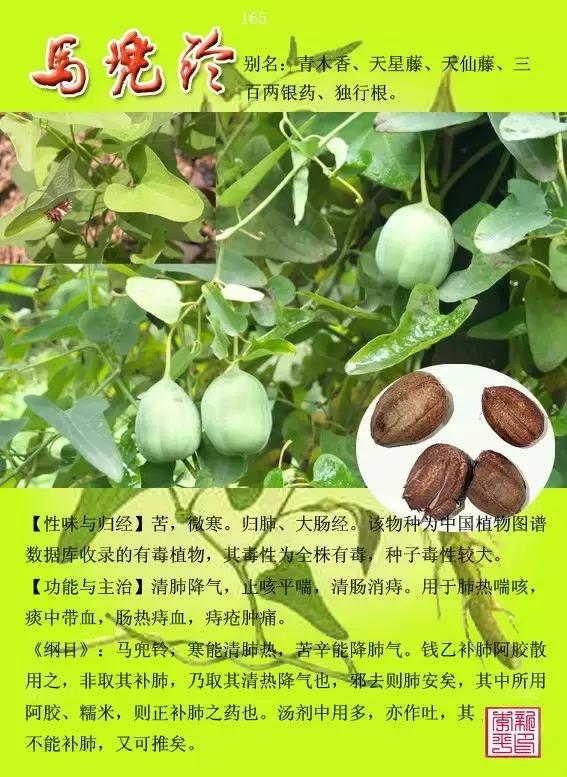 165
马兜铃
别名：青木香、天星藤、天仙藤、三
百两银药、独行根。
【性味与归经】苦，微寒。归肺、大肠经。该物种为中国植物图谱
数据库收录的有毒植物，其毒性为全株有毒，种子毒性较大。
【功能与主治】清肺降气，止咳平喘，清肠消痔。用于肺热喘咳，
痰中带血，肠热痔血，痔疮肿痛。
《纲目》：马兜铃，寒能清肺热，苦辛能降肺气。钱乙补肺阿胶散
用之，非取其补肺，乃取其清热降气也，邪去则肺安矣，其中所用
阿胶、糯米，则正补肺之药也。汤剂中用多，亦作吐，其
不能补肺，又可推矣。